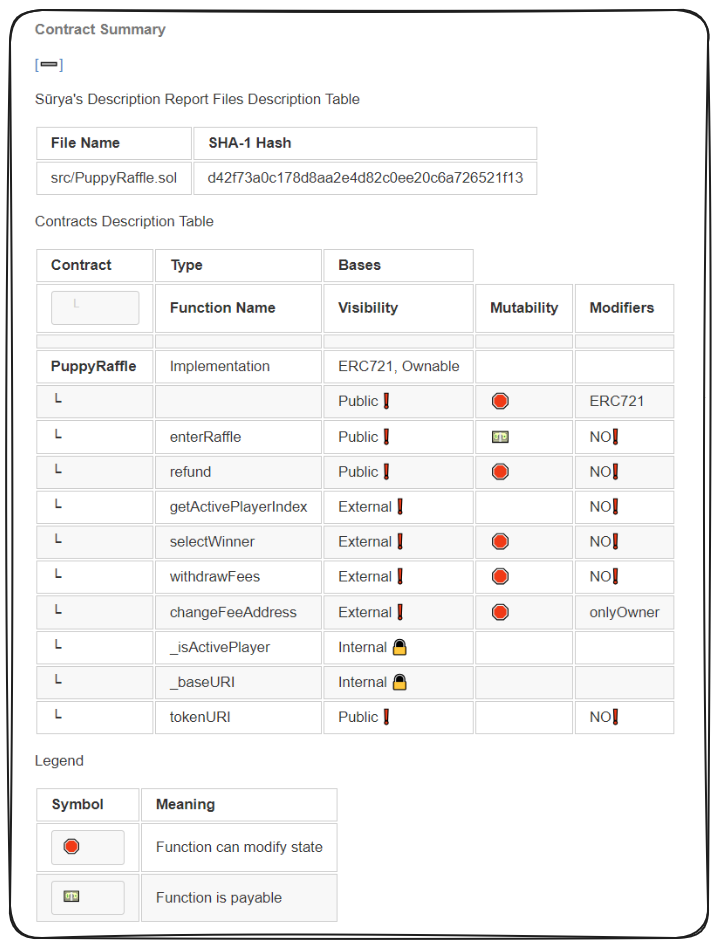 Contract Summary
[➖]
Sūrya's Description Report Files Description Table
File Name SHA-1 Hash
src/PuppyRaffle.sol d42f73a0c178d8aa2e4d82c0ee20c6a726521f13
Contracts Description Table
Contract Type Bases
└ Function Name Visibility Mutability Modifiers
PuppyRaffle Implementation ERC721, Ownable
└ Public❗ 🛑 ERC721
└ enterRaffle Public❗ 💵 NO❗
└ refund Public❗ 🛑 NO❗
└ getActivePlayerIndex External❗ NO❗
└ selectWinner External❗ 🛑 NO❗
└ withdrawFees External❗ 🛑 NO❗
└ changeFeeAddress External❗ 🛑 onlyOwner
└ _isActivePlayer Internal 🔒
└ _baseURI Internal 🔒
└ tokenURI Public❗ NO❗
Legend
Symbol Meaning
🛑 Function can modify state
💵 Function is payable